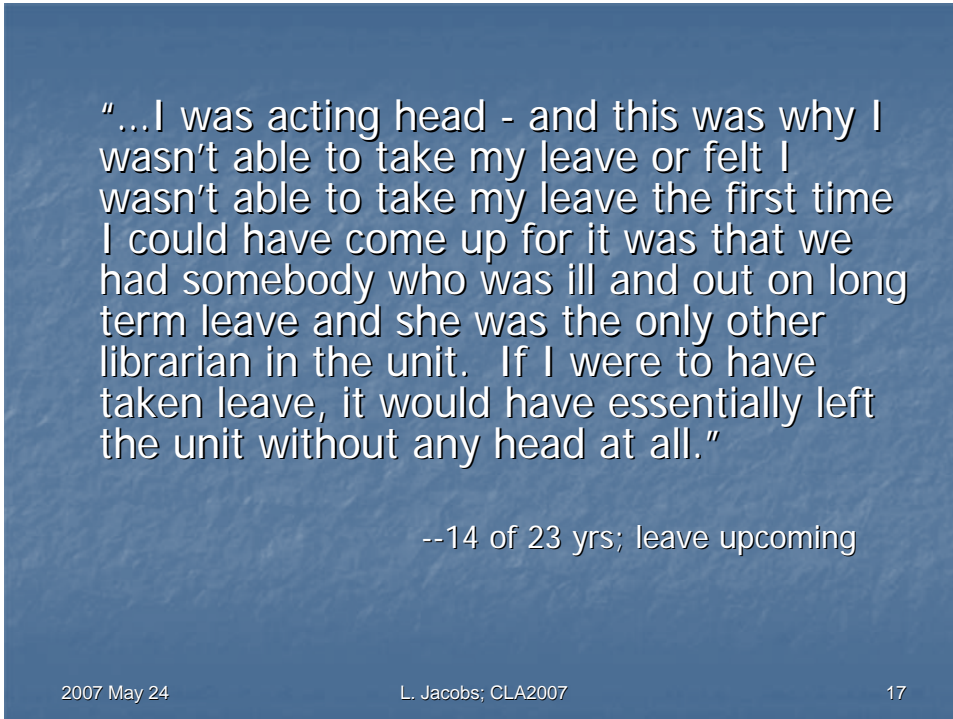 "...I was acting head - and this was why I
wasn't able to take my leave or felt I
wasn't able to take my leave the first time
I could have come up for it was that we
had somebody who was ill and out on long
term leave and she was the only other
librarian in the unit.  If I were to have
taken leave, it would have essentially left
the unit without any head at all."
--14 of 23 yrs; leave upcoming
2007 May 24
L. Jacobs; CLA2007
17